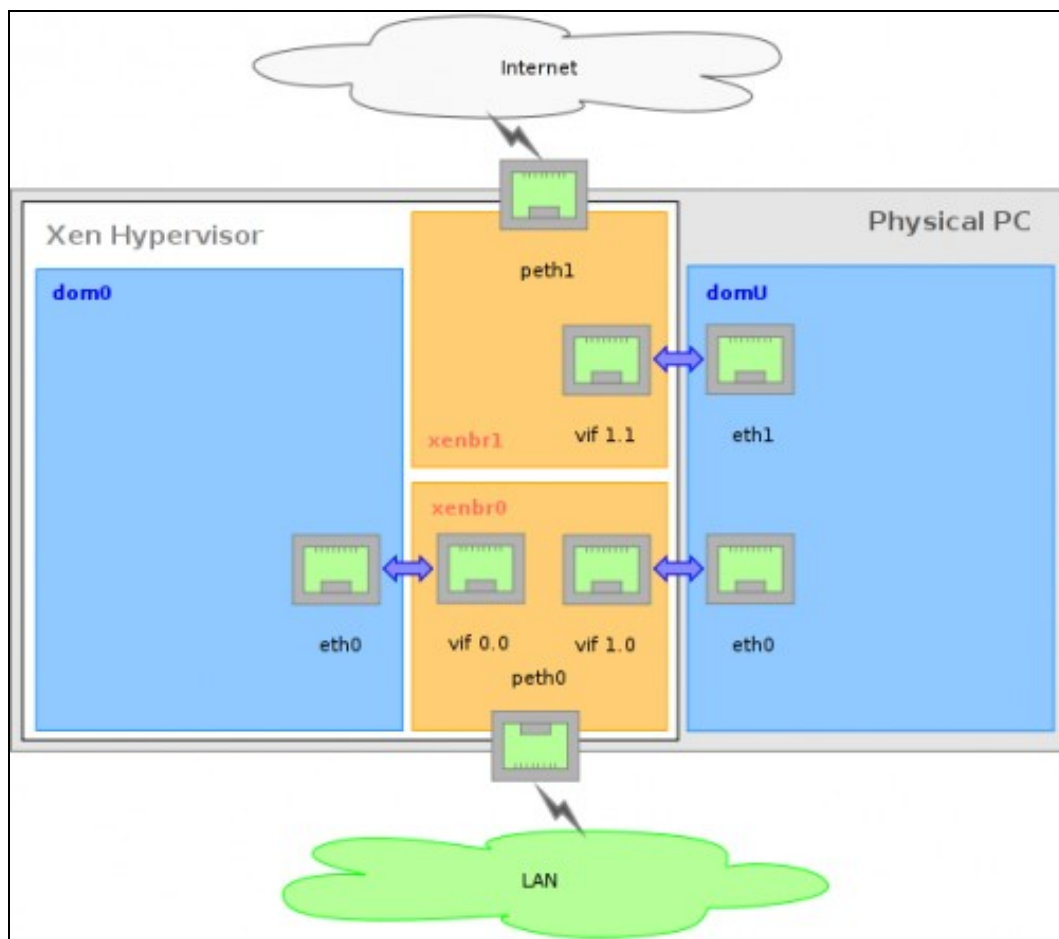 Internet
Xen Hypervisor
Physical PC
peth1
dom0
domU
vif 1.1
eth1
xenbr1
xenbr0
eth0
vif 0.0
vif 1.0
eth0
peth0
LAN